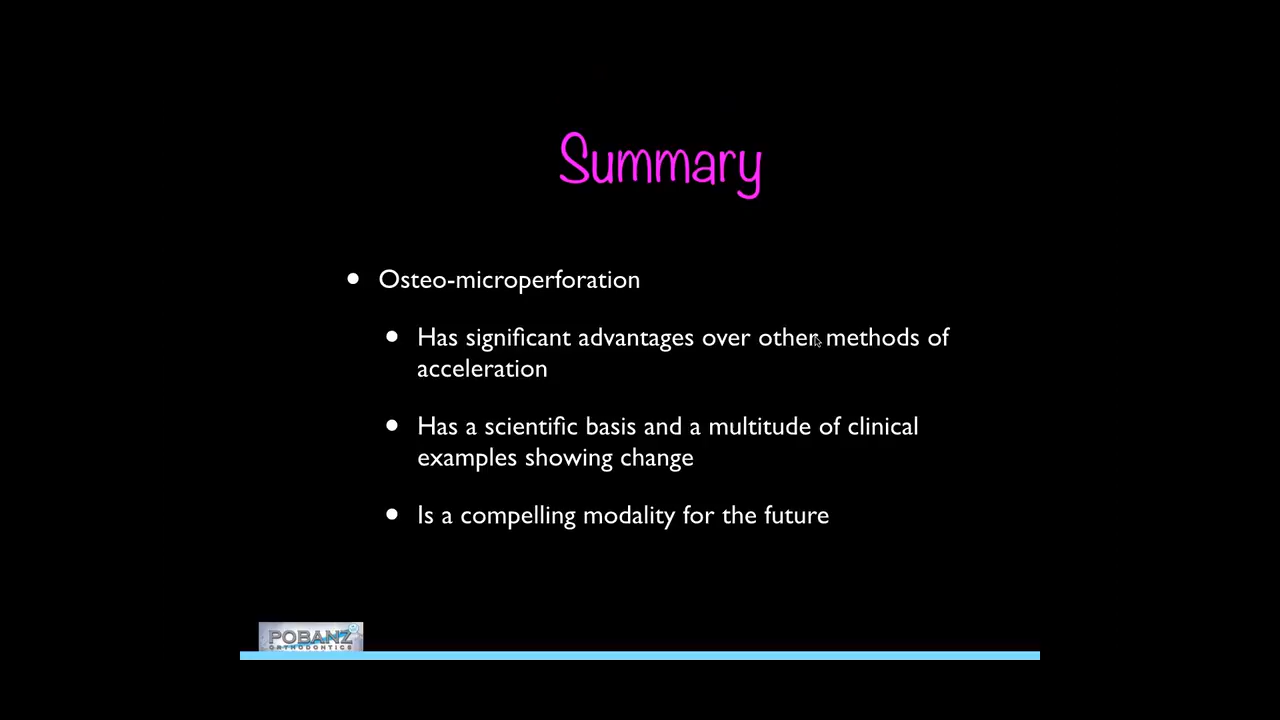 Summary
• Osteo-microperforation
• Has significant advantages over other methods of
acceleration
• Has a scientific basis and a multitude of clinical
examples showing change
• Is a compelling modality for the future
POBANZ
ORTHODONTICS